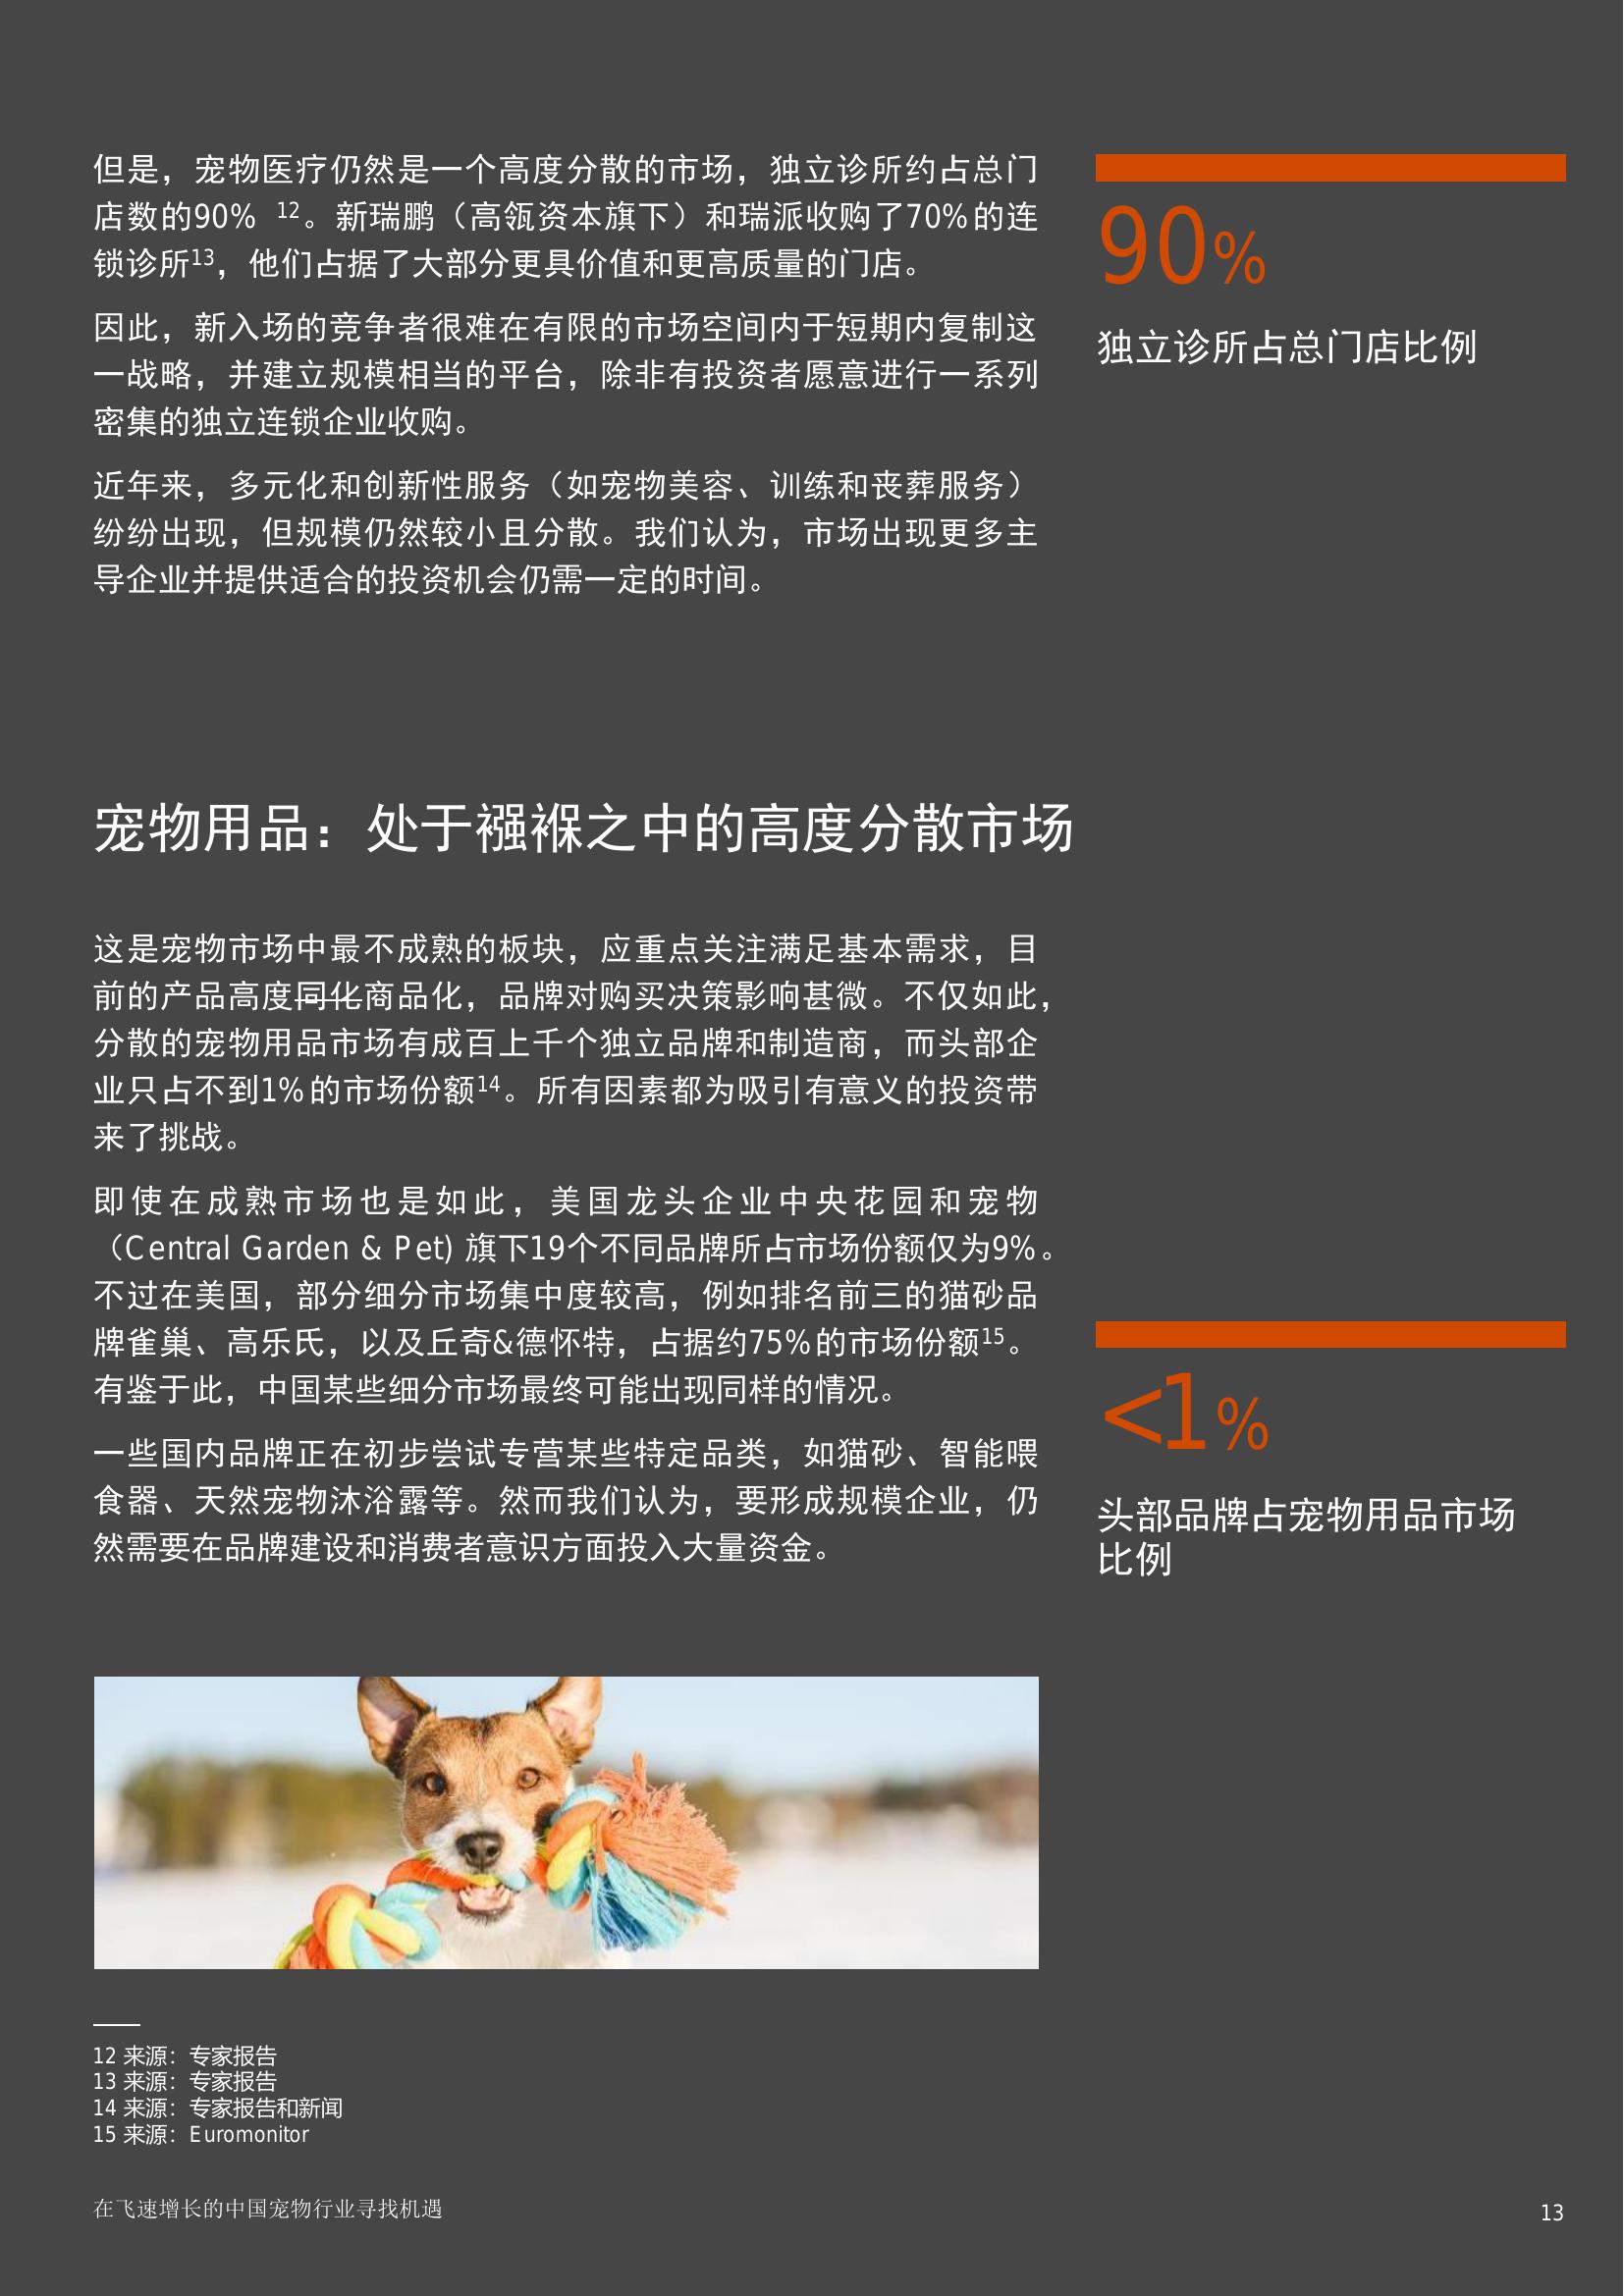 但是，宠物医疗仍然是一个高度分散的市场，独立诊所约占总门
店数的90% 12。新瑞鹏（高瓴资本旗下）和瑞派收购了70%的连
锁诊所13，他们占据了大部分更具价值和更高质量的门店。
因此，新入场的竞争者很难在有限的市场空间内于短期内复制这
一战略，并建立规模相当的平台，除非有投资者愿意进行一系列
密集的独立连锁企业收购。
近年来，多元化和创新性服务（如宠物美容、训练和丧葬服务）
纷纷出现，但规模仍然较小且分散。我们认为，市场出现更多主
导企业并提供适合的投资机会仍需一定的时间。
90%
独立诊所占总门店比例
宠物用品：处于襁褓之中的高度分散市场
这是宠物市场中最不成熟的板块，应重点关注满足基本需求，目
前的产品高度同化商品化，品牌对购买决策影响甚微。不仅如此，
分散的宠物用品市场有成百上千个独立品牌和制造商，而头部企
业只占不到1%的市场份额14。所有因素都为吸引有意义的投资带
来了挑战。
即使在成熟市场也是如此，美国龙头企业中央花园和宠物
（Central Garden & Pet) 旗下19个不同品牌所占市场份额仅为9%。
不过在美国，部分细分市场集中度较高，例如排名前三的猫砂品
牌雀巢、高乐氏，以及丘奇&德怀特，占据约75%的市场份额15。
有鉴于此，中国某些细分市场最终可能出现同样的情况。
一些国内品牌正在初步尝试专营某些特定品类，如猫砂、智能喂
食器、天然宠物沐浴露等。然而我们认为，要形成规模企业，仍
然需要在品牌建设和消费者意识方面投入大量资金。
<1%
头部品牌占宠物用品市场
比例
12 来源：专家报告
13 来源：专家报告
14 来源：专家报告和新闻
15 来源：Euromonitor
在飞速增长的中国宠物行业寻找机遇
13